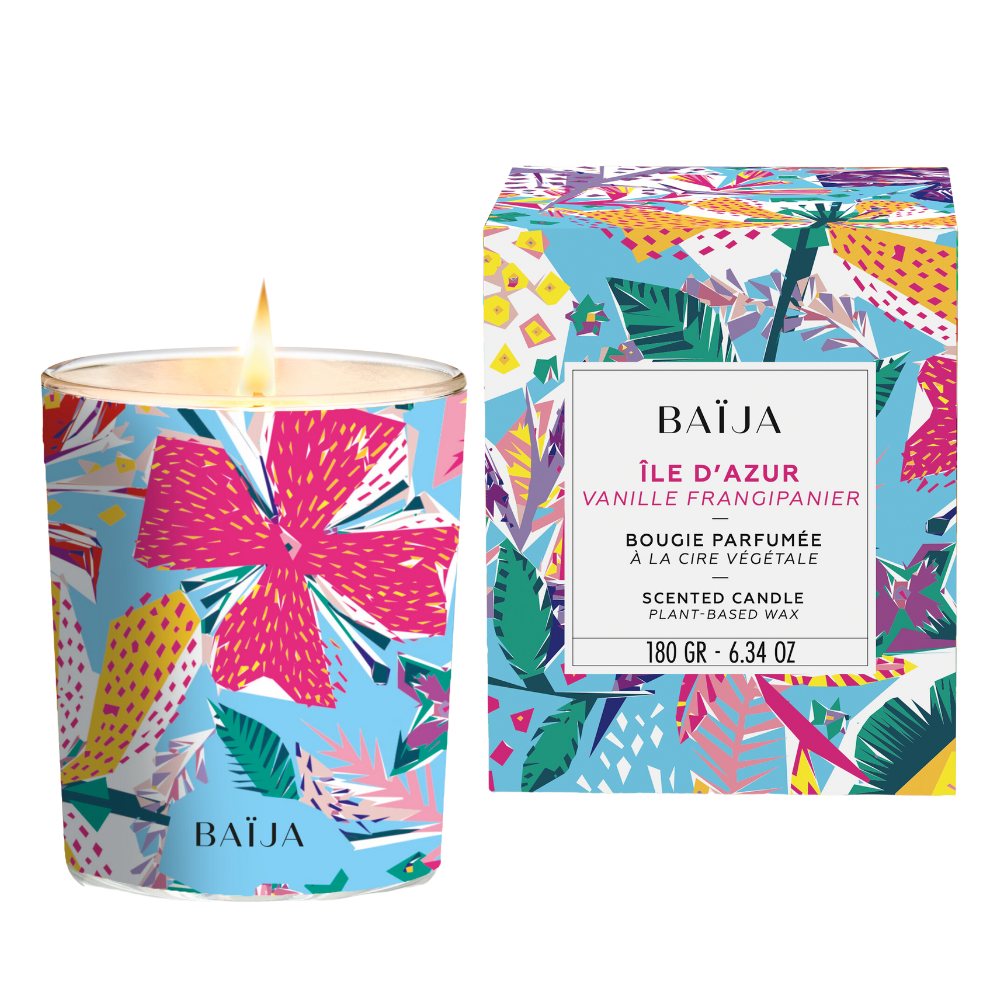 BAÏJA
BAÏJA
ÎLE D'AZUR
VANILLE FRANGIPANIER
BOUGIE PARFUMÉE
À LA CIRE VÉGÉTALE
SCENTED CANDLE
PLANT-BASED WAX
180 GR - 6.34 OZ